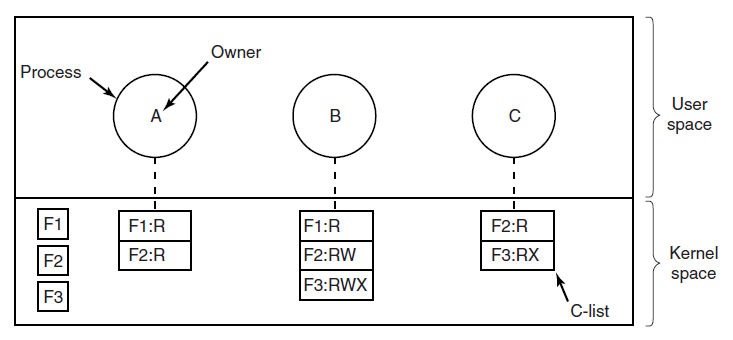 Owner
Process
A
B
C
User
space
F1
F1:R
F1:R
F2:R
F2
F2:R
F2:RW
F3:RX
F3
F3:RWX
Kernel
space
C-list